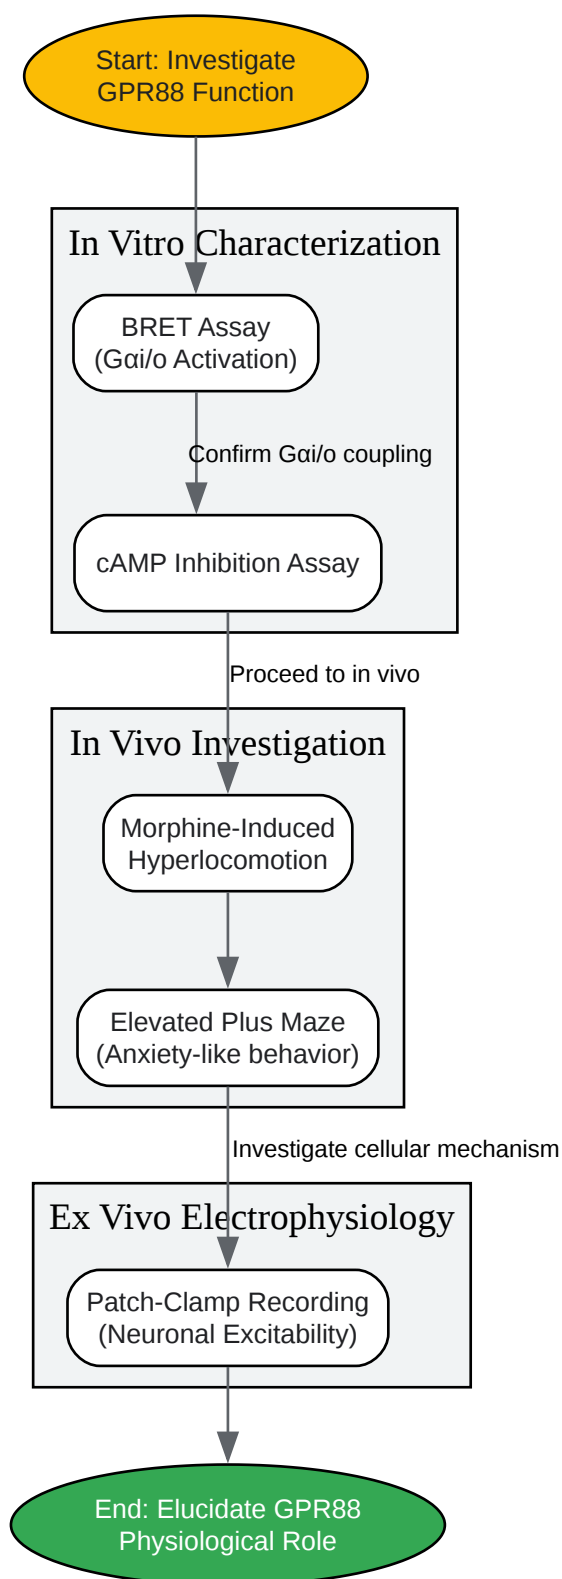 Start: Investigate
GPR88 Function
In Vitro Characterization
BRET Assay
(Gαi/o Activation)
Confirm Gαi/o coupling
cAMP Inhibition Assay
Proceed to in vivo
In Vivo Investigation
Morphine-Induced
Hyperlocomotion
Elevated Plus Maze
(Anxiety-like behavior)
Investigate cellular mechanism
Ex Vivo Electrophysiology
Patch-Clamp Recording
(Neuronal Excitability)
End: Elucidate GPR88
Physiological Role